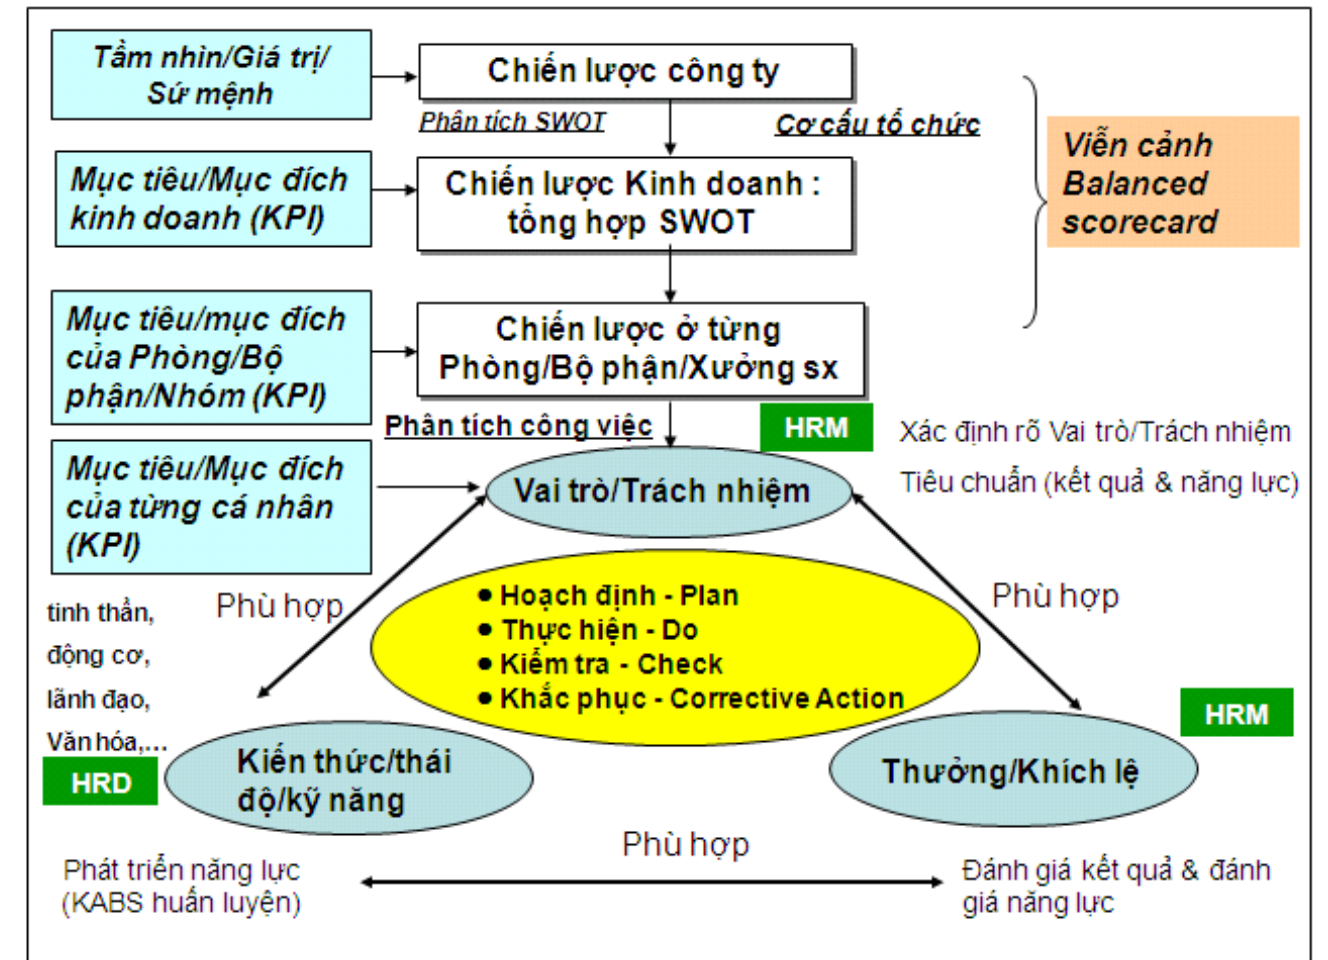 Tầm nhìn/Giá trị/
Sứ mệnh
Chiến lược công ty
Phân tích SWOT
Cơ cấu tổ chức
Mục tiêu/Mục đích
kinh doanh (KPI)
Chiến lược Kinh doanh :
tổng hợp SWOT
Viễn cảnh
Balanced
scorecard
Mục tiêu/mục đích
của Phòng/Bộ
phận/Nhóm (KPI)
Chiến lược ở từng
Phòng/Bộ phận/Xưởng sx
Phân tích công việc
HRM
Xác định rõ Vai trò/Trách nhiệm
Tiêu chuẩn (kết quả & năng lực)
Mục tiêu/Mục đích
của từng cá nhân
(KPI)
Vai trò/Trách nhiệm
Phù hợp
Phù hợp
tinh thần,
động cơ,
lãnh đạo,
Văn hóa,...
● Hoạch định - Plan
● Thực hiện - Do
● Kiểm tra - Check
● Khắc phục - Corrective Action
HRD
HRM
Kiến thức/thái
độ/kỹ năng
Thưởng/Khích lệ
Phù hợp
Phát triển năng lực
(KABS huấn luyện)
Đánh giá kết quả & đánh
giá năng lực